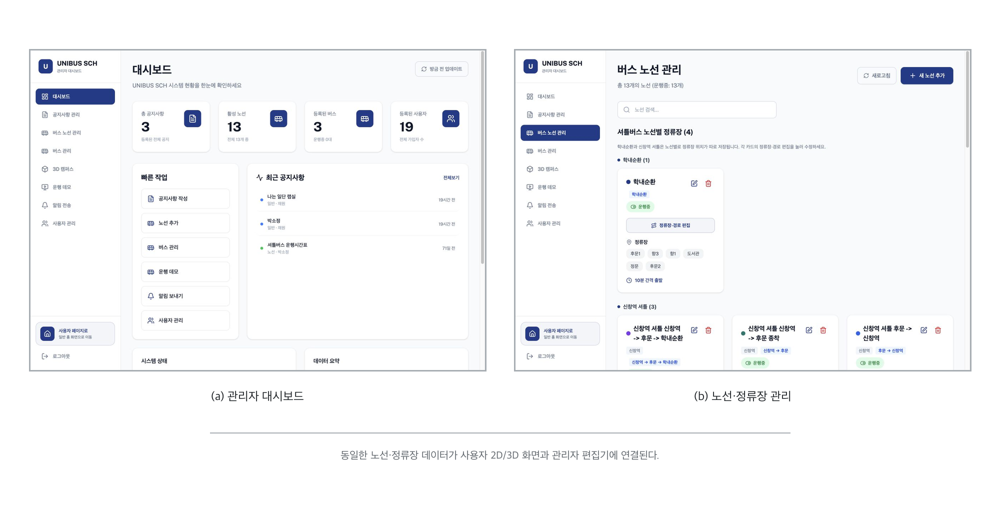 U
UNIBUS SCH
관리자 대시보드
대시보드
공지사항 관리
버스 노선 관리
버스 관리
3D 캠퍼스
운행 데모
알림 전송
사용자 관리
사용자 페이지로
일반 홈 화면으로 이동
로그아웃
대시보드
UNIBUS SCH 시스템 현황을 한눈에 확인하세요
방금 전 업데이트
총 공지사항
3
등록된 전체 공지
활성 노선
13
전체 13개 중
등록된 버스
3
운행중 0대
등록된 사용자
19
전체 가입자 수
빠른 작업
공지사항 작성
노선 추가
버스 관리
운행 데모
알림 보내기
사용자 관리
최근 공지사항
전체보기
나는 일단 랩실
일반 · 재원
19시간 전
박소정
일반 · 재원
19시간 전
셔틀버스 운행시간표
노선 · 박소정
71일 전
시스템 상태
데이터 요약
U
UNIBUS SCH
관리자 대시보드
대시보드
공지사항 관리
버스 노선 관리
버스 관리
3D 캠퍼스
운행 데모
알림 전송
사용자 관리
사용자 페이지로
일반 홈 화면으로 이동
로그아웃
버스 노선 관리
총 13개의 노선 (운행중: 13개)
새로고침
새 노선 추가
노선 검색...
셔틀버스 노선별 정류장 (4)
학내순환과 신창역 셔틀은 노선별로 정류장 위치가 따로 저장됩니다. 각 카드의 정류장·경로 편집을 눌러 수정하세요.
학내순환 (1)
학내순환
학내순환
운행중
정류장·경로 편집
정류장
후문1 향3 향1 도서관
정문 후문2
10분 간격 출발
신창역 셔틀 (3)
신창역 셔틀 신창역
-> 후문 -> 학내순환
신창역
신창역 → 후문 → 학내순환
신창역 셔틀 신창역
-> 후문 종착
신창역 신창역 → 후문
운행중
신창역 셔틀 후문 ->
신창역
신창역 후문 → 신창역
운행중
(a) 관리자 대시보드
(b) 노선·정류장 관리
동일한 노선·정류장 데이터가 사용자 2D/3D 화면과 관리자 편집기에 연결된다.